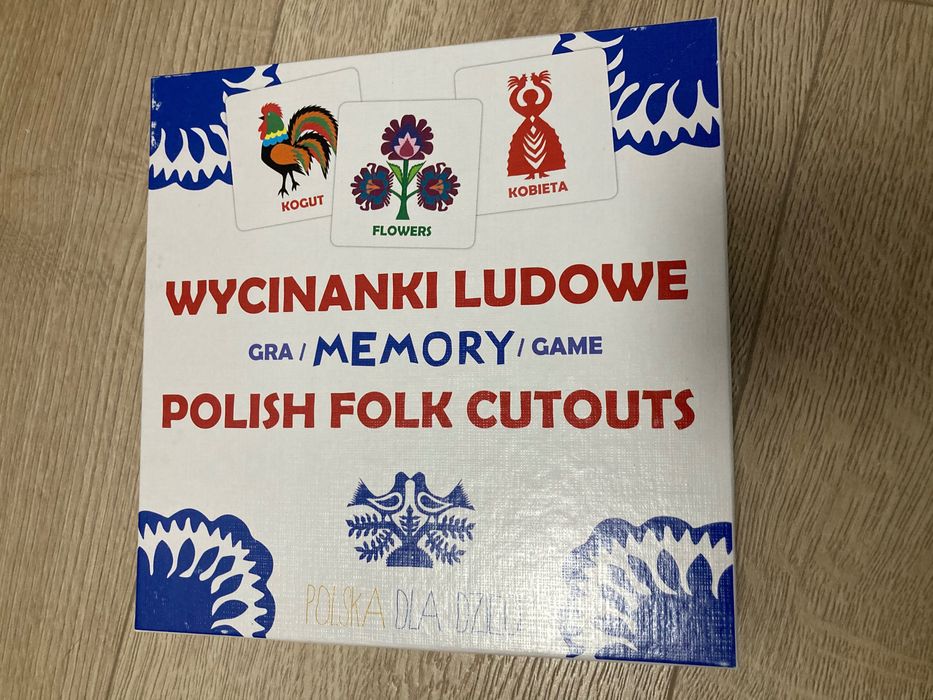 KOGUT
FLOWERS
KOBIETA
WYCINANKI LUDOWE
GRA / MEMORY / GAME
POLISH FOLK CUTOUTS
POLSKA DLA DZIECI